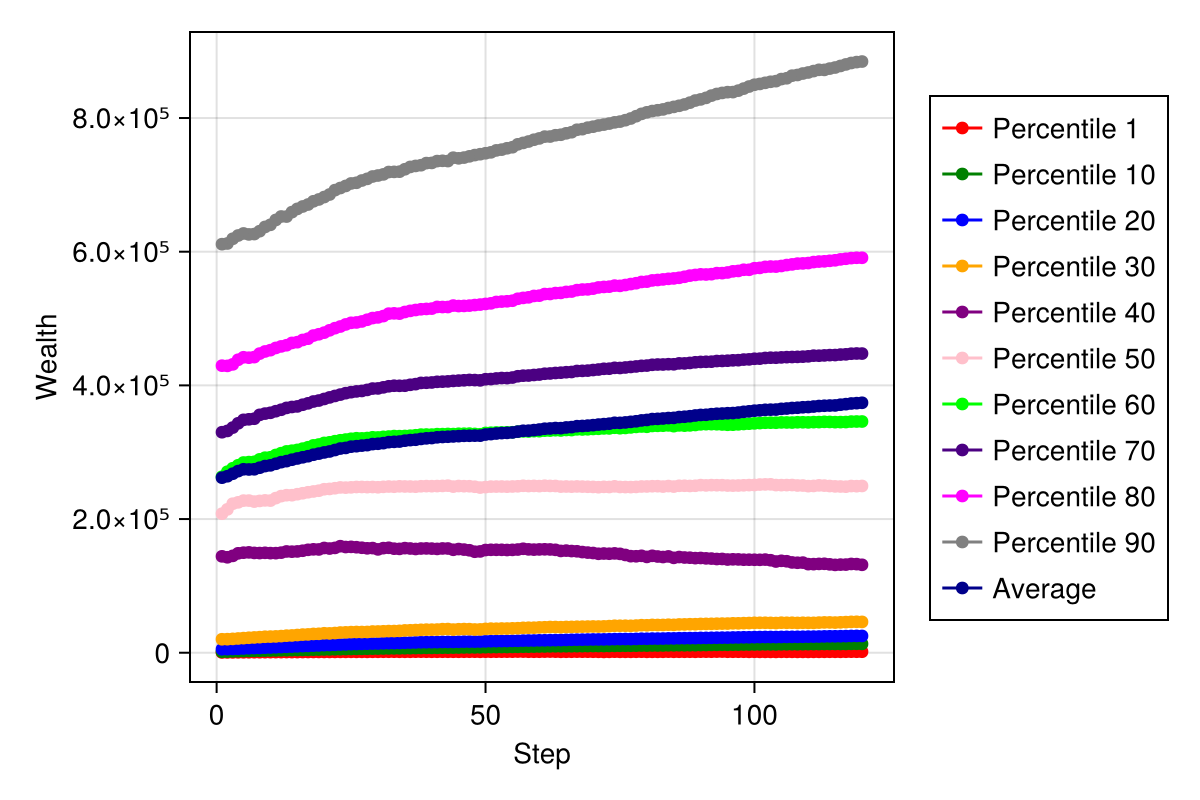 Wealth
8.0×10⁵
6.0×10⁵
4.0×10⁵
2.0×10⁵
0
0 50 100
Step
Percentile 1
Percentile 10
Percentile 20
Percentile 30
Percentile 40
Percentile 50
Percentile 60
Percentile 70
Percentile 80
Percentile 90
Average